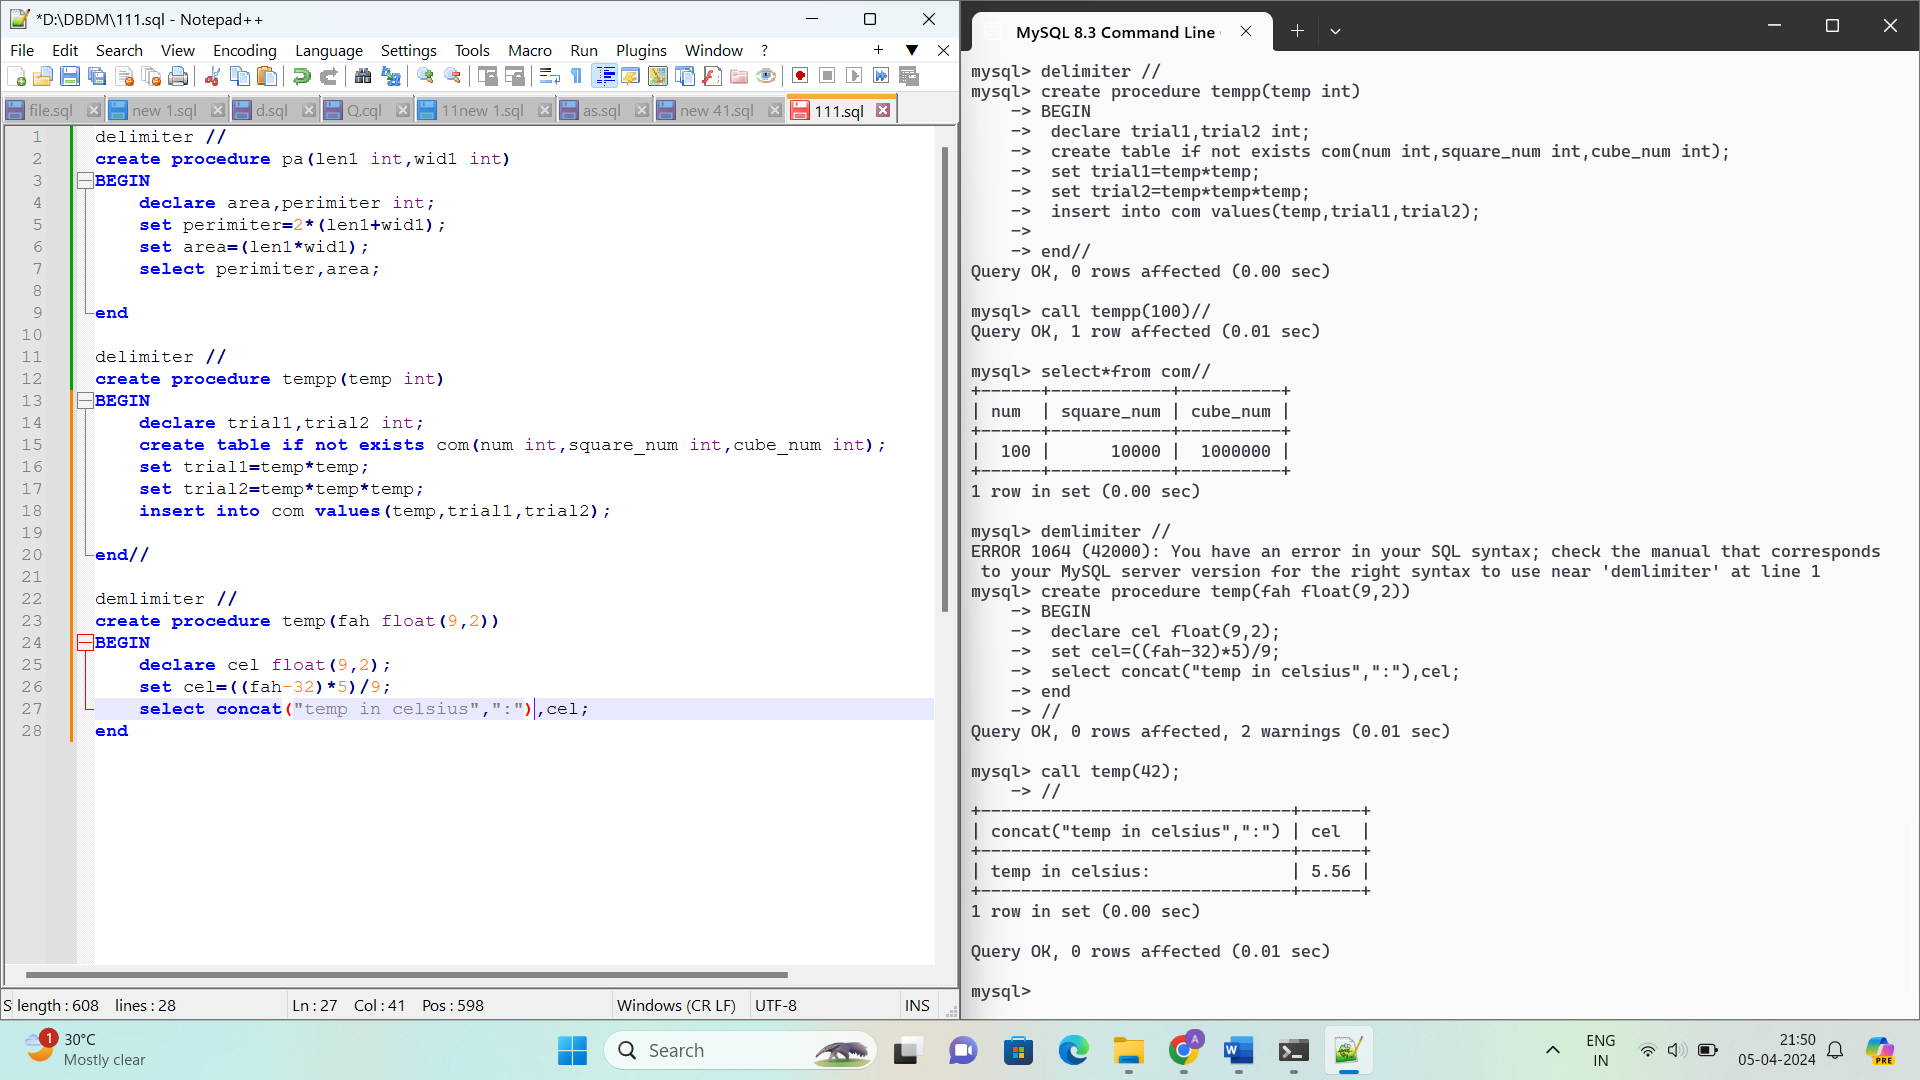 *D:\DBDM\111.sql - Notepad++
File Edit Search View Encoding Language Settings Tools Macro Run Plugins Window ?
file.sql new 1.sql d.sql Q.cql 11new 1.sql as.sql new 41.sql 111.sql
1 delimiter //
2 create procedure pa(len1 int,wid1 int)
3 BEGIN
4 declare area,perimiter int;
5 set perimiter=2*(len1+wid1);
6 set area=(len1*wid1);
7 select perimiter,area;
8
9 end
10
11 delimiter //
12 create procedure tempp(temp int)
13 BEGIN
14 declare trial1,trial2 int;
15 create table if not exists com(num int,square_num int,cube_num int);
16 set trial1=temp*temp;
17 set trial2=temp*temp*temp;
18 insert into com values(temp,trial1,trial2);
19
20 end//
21
22 demlimiter //
23 create procedure temp(fah float(9,2))
24 BEGIN
25 declare cel float(9,2);
26 set cel=((fah-32)*5)/9;
27 select concat("temp in celsius",":"),cel;
28 end
S length : 608 lines : 28 Ln : 27 Col : 41 Pos : 598 Windows (CR LF) UTF-8 INS
MySQL 8.3 Command Line
mysql> delimiter //
mysql> create procedure tempp(temp int)
-> BEGIN
-> declare trial1,trial2 int;
-> create table if not exists com(num int,square_num int,cube_num int);
-> set trial1=temp*temp;
-> set trial2=temp*temp*temp;
-> insert into com values(temp,trial1,trial2);
->
-> end//
Query OK, 0 rows affected (0.00 sec)
mysql> call tempp(100)//
Query OK, 1 row affected (0.01 sec)
mysql> select*from com//
+------+------------+----------+
| num | square_num | cube_num |
+------+------------+----------+
| 100 | 10000 | 1000000 |
+------+------------+----------+
1 row in set (0.00 sec)
mysql> demlimiter //
ERROR 1064 (42000): You have an error in your SQL syntax; check the manual that corresponds
to your MySQL server version for the right syntax to use near 'demlimiter' at line 1
mysql> create procedure temp(fah float(9,2))
-> BEGIN
-> declare cel float(9,2);
-> set cel=((fah-32)*5)/9;
-> select concat("temp in celsius",":"),cel;
-> end
-> //
Query OK, 0 rows affected, 2 warnings (0.01 sec)
mysql> call temp(42);
-> //
+-------------------------------+------+
| concat("temp in celsius",":") | cel |
+-------------------------------+------+
| temp in celsius: | 5.56 |
+-------------------------------+------+
1 row in set (0.00 sec)
Query OK, 0 rows affected (0.01 sec)
mysql>
1 30°C
Mostly clear
Search
A
W
ENG
IN
21:50
05-04-2024
PRE